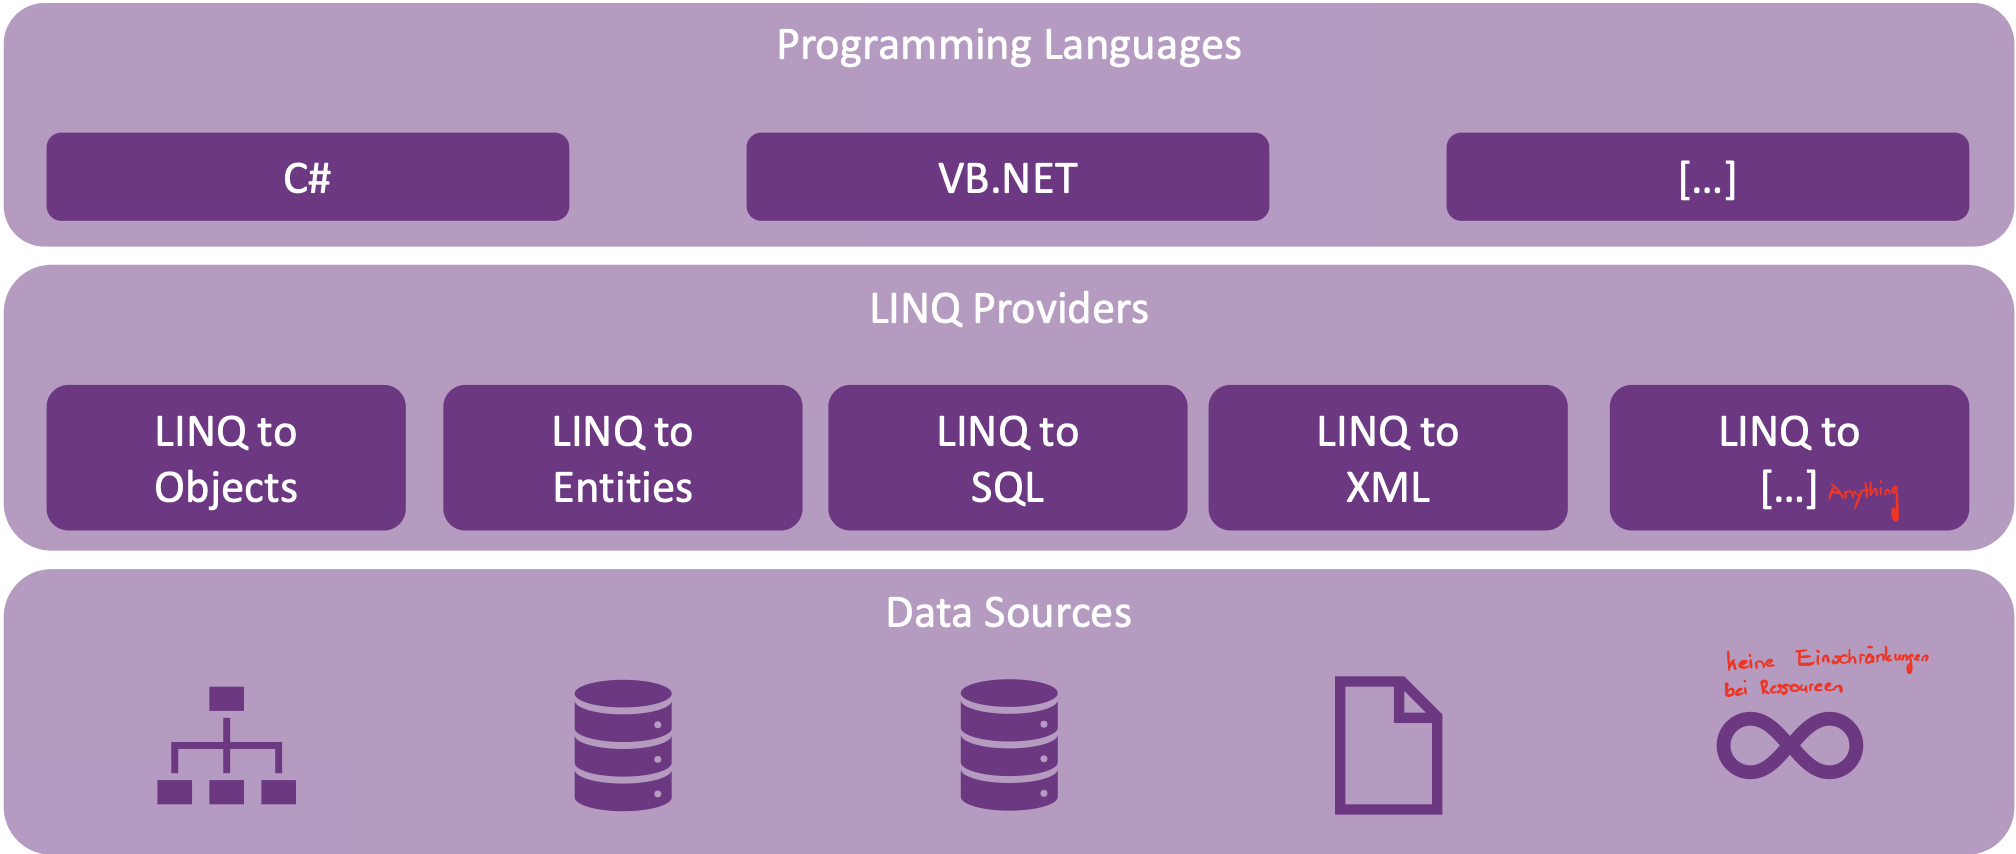 Programming Languages
C#
VB.NET
[...]
LINQ Providers
LINQ to
Objects
LINQ to
Entities
LINQ to
SQL
LINQ to
XML
LINQ to
[...] Anything
Data Sources
keine Einschränkungen
bei Ressourcen